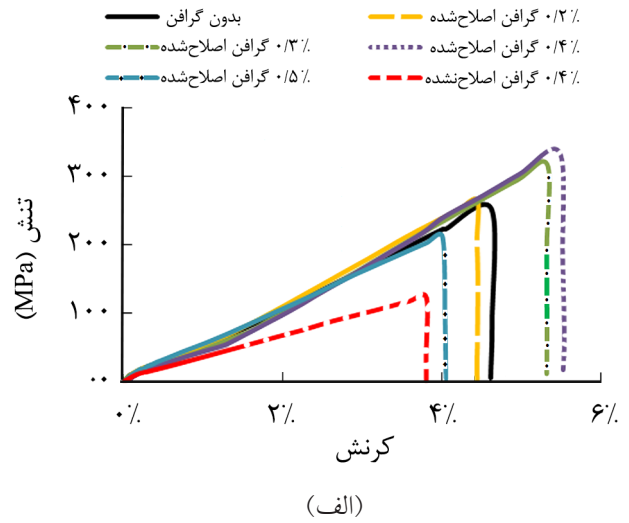 بدون گرافن
۰/۲٪ گرافن اصلاح‌شده
۰/۳٪ گرافن اصلاح‌شده
۰/۴٪ گرافن اصلاح‌شده
۰/۵٪ گرافن اصلاح‌شده
۰/۴٪ گرافن اصلاح‌نشده
۴۰۰
۳۰۰
۲۰۰
۱۰۰
۰۰
تنش (MPa)
۰٪ ۲٪ ۴٪ ۶٪
کرنش
(الف)